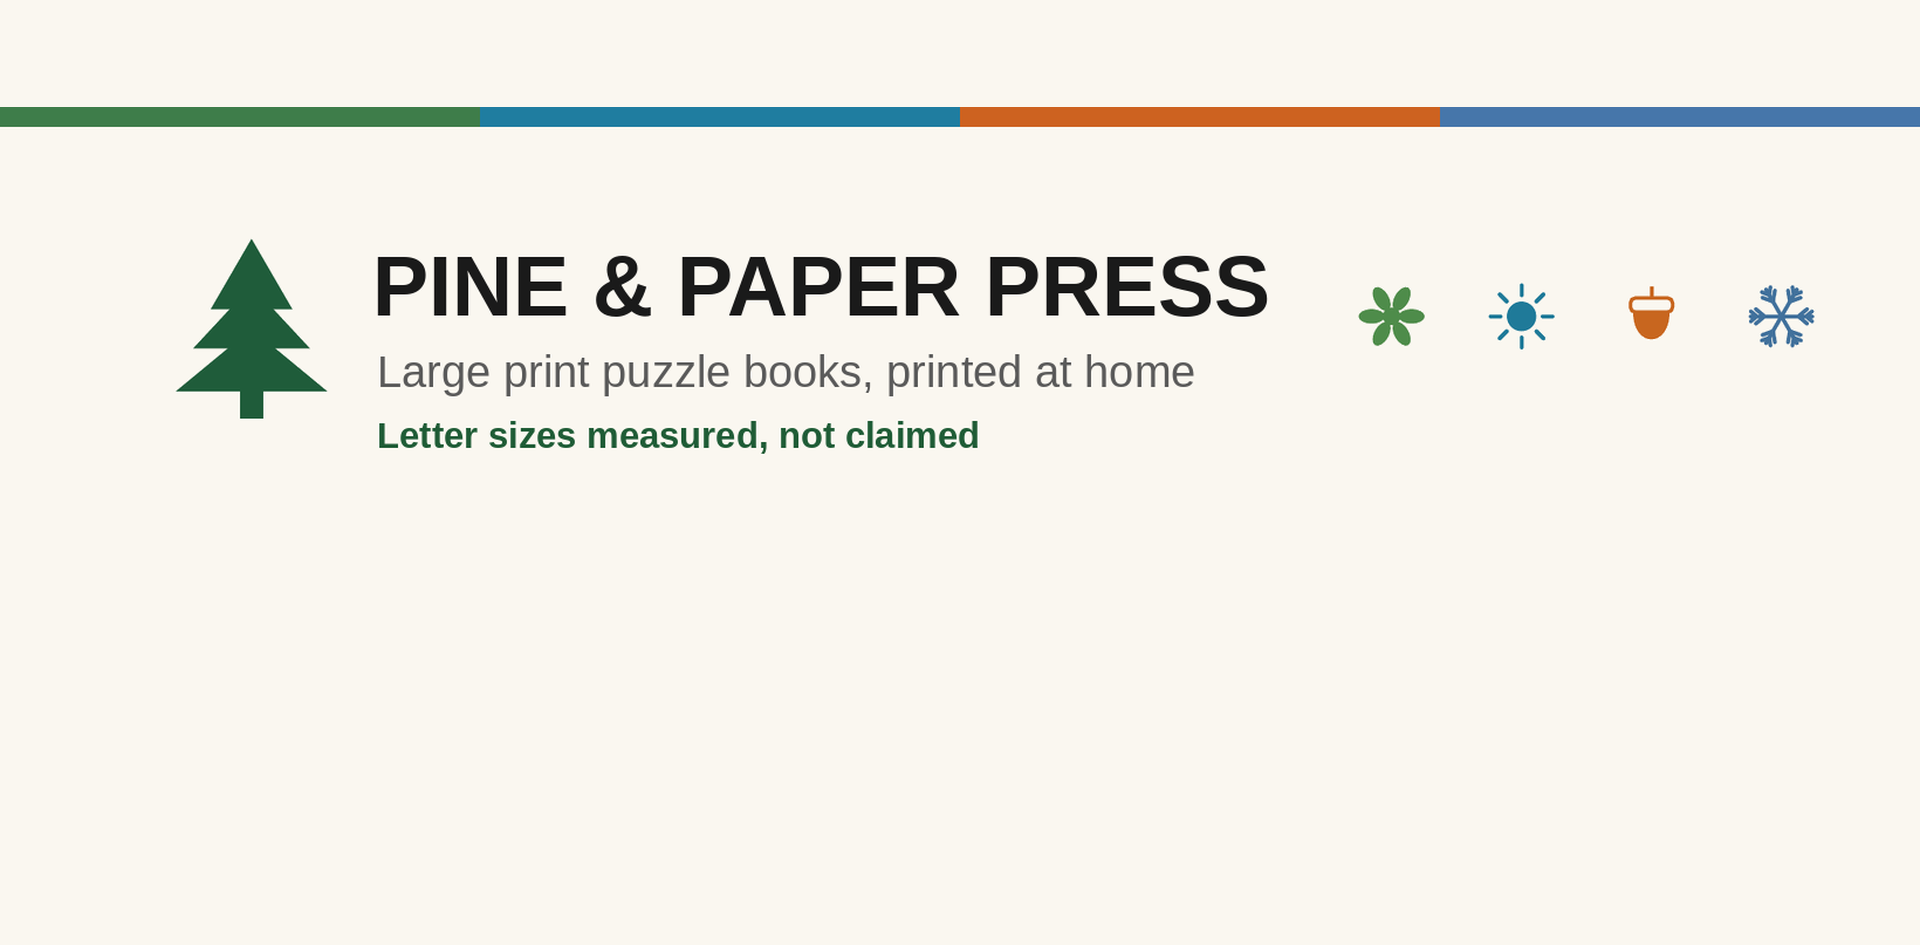 PINE & PAPER PRESS
Large print puzzle books, printed at home
Letter sizes measured, not claimed